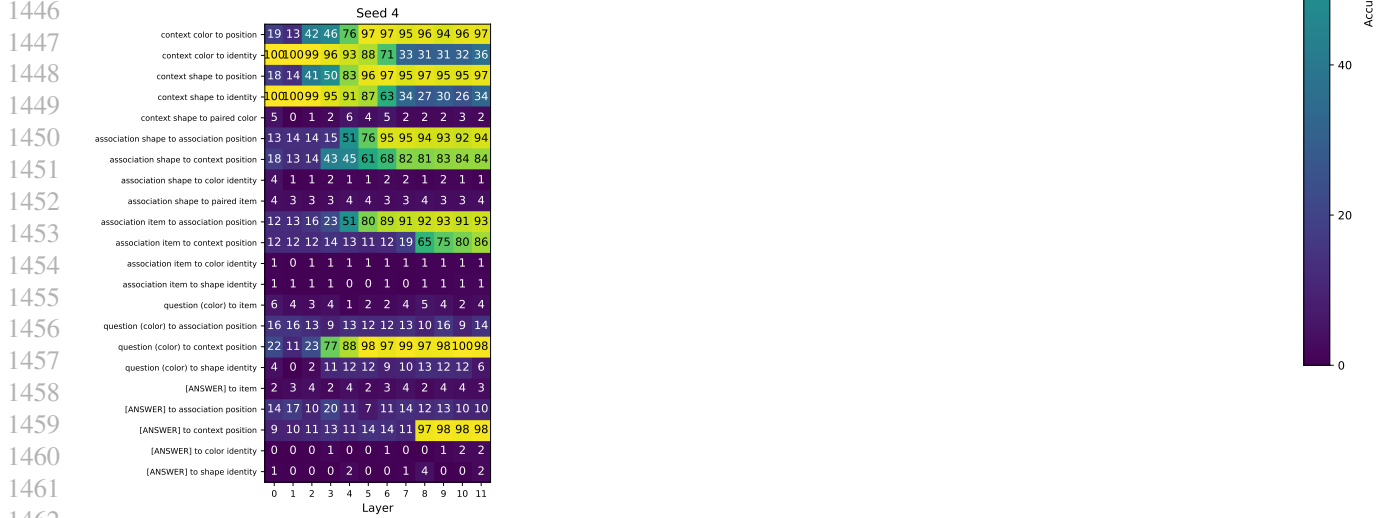 1446
Seed 4
Accu
1447
context color to position 19 13 42 46 76 97 97 95 96 94 96 97
context color to identity 100 100 99 96 93 88 71 33 31 31 32 36
1448
context shape to position 18 14 41 50 83 96 97 95 97 95 95 97
40
1449
context shape to identity 100 100 99 95 91 87 63 34 27 30 26 34
context shape to paired color 5 0 1 2 6 4 5 2 2 2 3 2
1450
association shape to association position 13 14 14 15 51 76 95 95 94 93 92 94
1451
association shape to context position 18 13 14 43 45 61 68 82 81 83 84 84
association shape to color identity 4 1 1 2 1 1 2 2 1 2 1 1
1452
association shape to paired item 4 3 3 3 4 4 3 3 4 3 3 4
association item to association position 12 13 16 23 51 80 89 91 92 93 91 93
20
1453
association item to context position 12 12 12 14 13 11 12 19 65 75 80 86
1454
association item to color identity 1 0 1 1 1 1 1 1 1 1 1 1
association item to shape identity 1 1 1 1 0 0 1 0 1 1 1 1
1455
question (color) to item 6 4 3 4 1 2 2 4 5 4 2 4
1456
question (color) to association position 16 16 13 9 13 12 12 13 10 16 9 14
question (color) to context position 22 11 23 77 88 98 97 99 97 98 100 98
1457
question (color) to shape identity 4 0 2 11 12 12 9 10 13 12 12 6
0
1458
[ANSWER] to item 2 3 4 2 4 2 3 4 2 4 4 3
[ANSWER] to association position 14 17 10 20 11 7 11 14 12 13 10 10
1459
[ANSWER] to context position 9 10 11 13 11 14 14 11 97 98 98 98
1460
[ANSWER] to color identity 0 0 0 1 0 0 1 0 0 1 2 2
[ANSWER] to shape identity 1 0 0 0 2 0 0 1 4 0 0 2
1461
0 1 2 3 4 5 6 7 8 9 10 11
Layer
1462